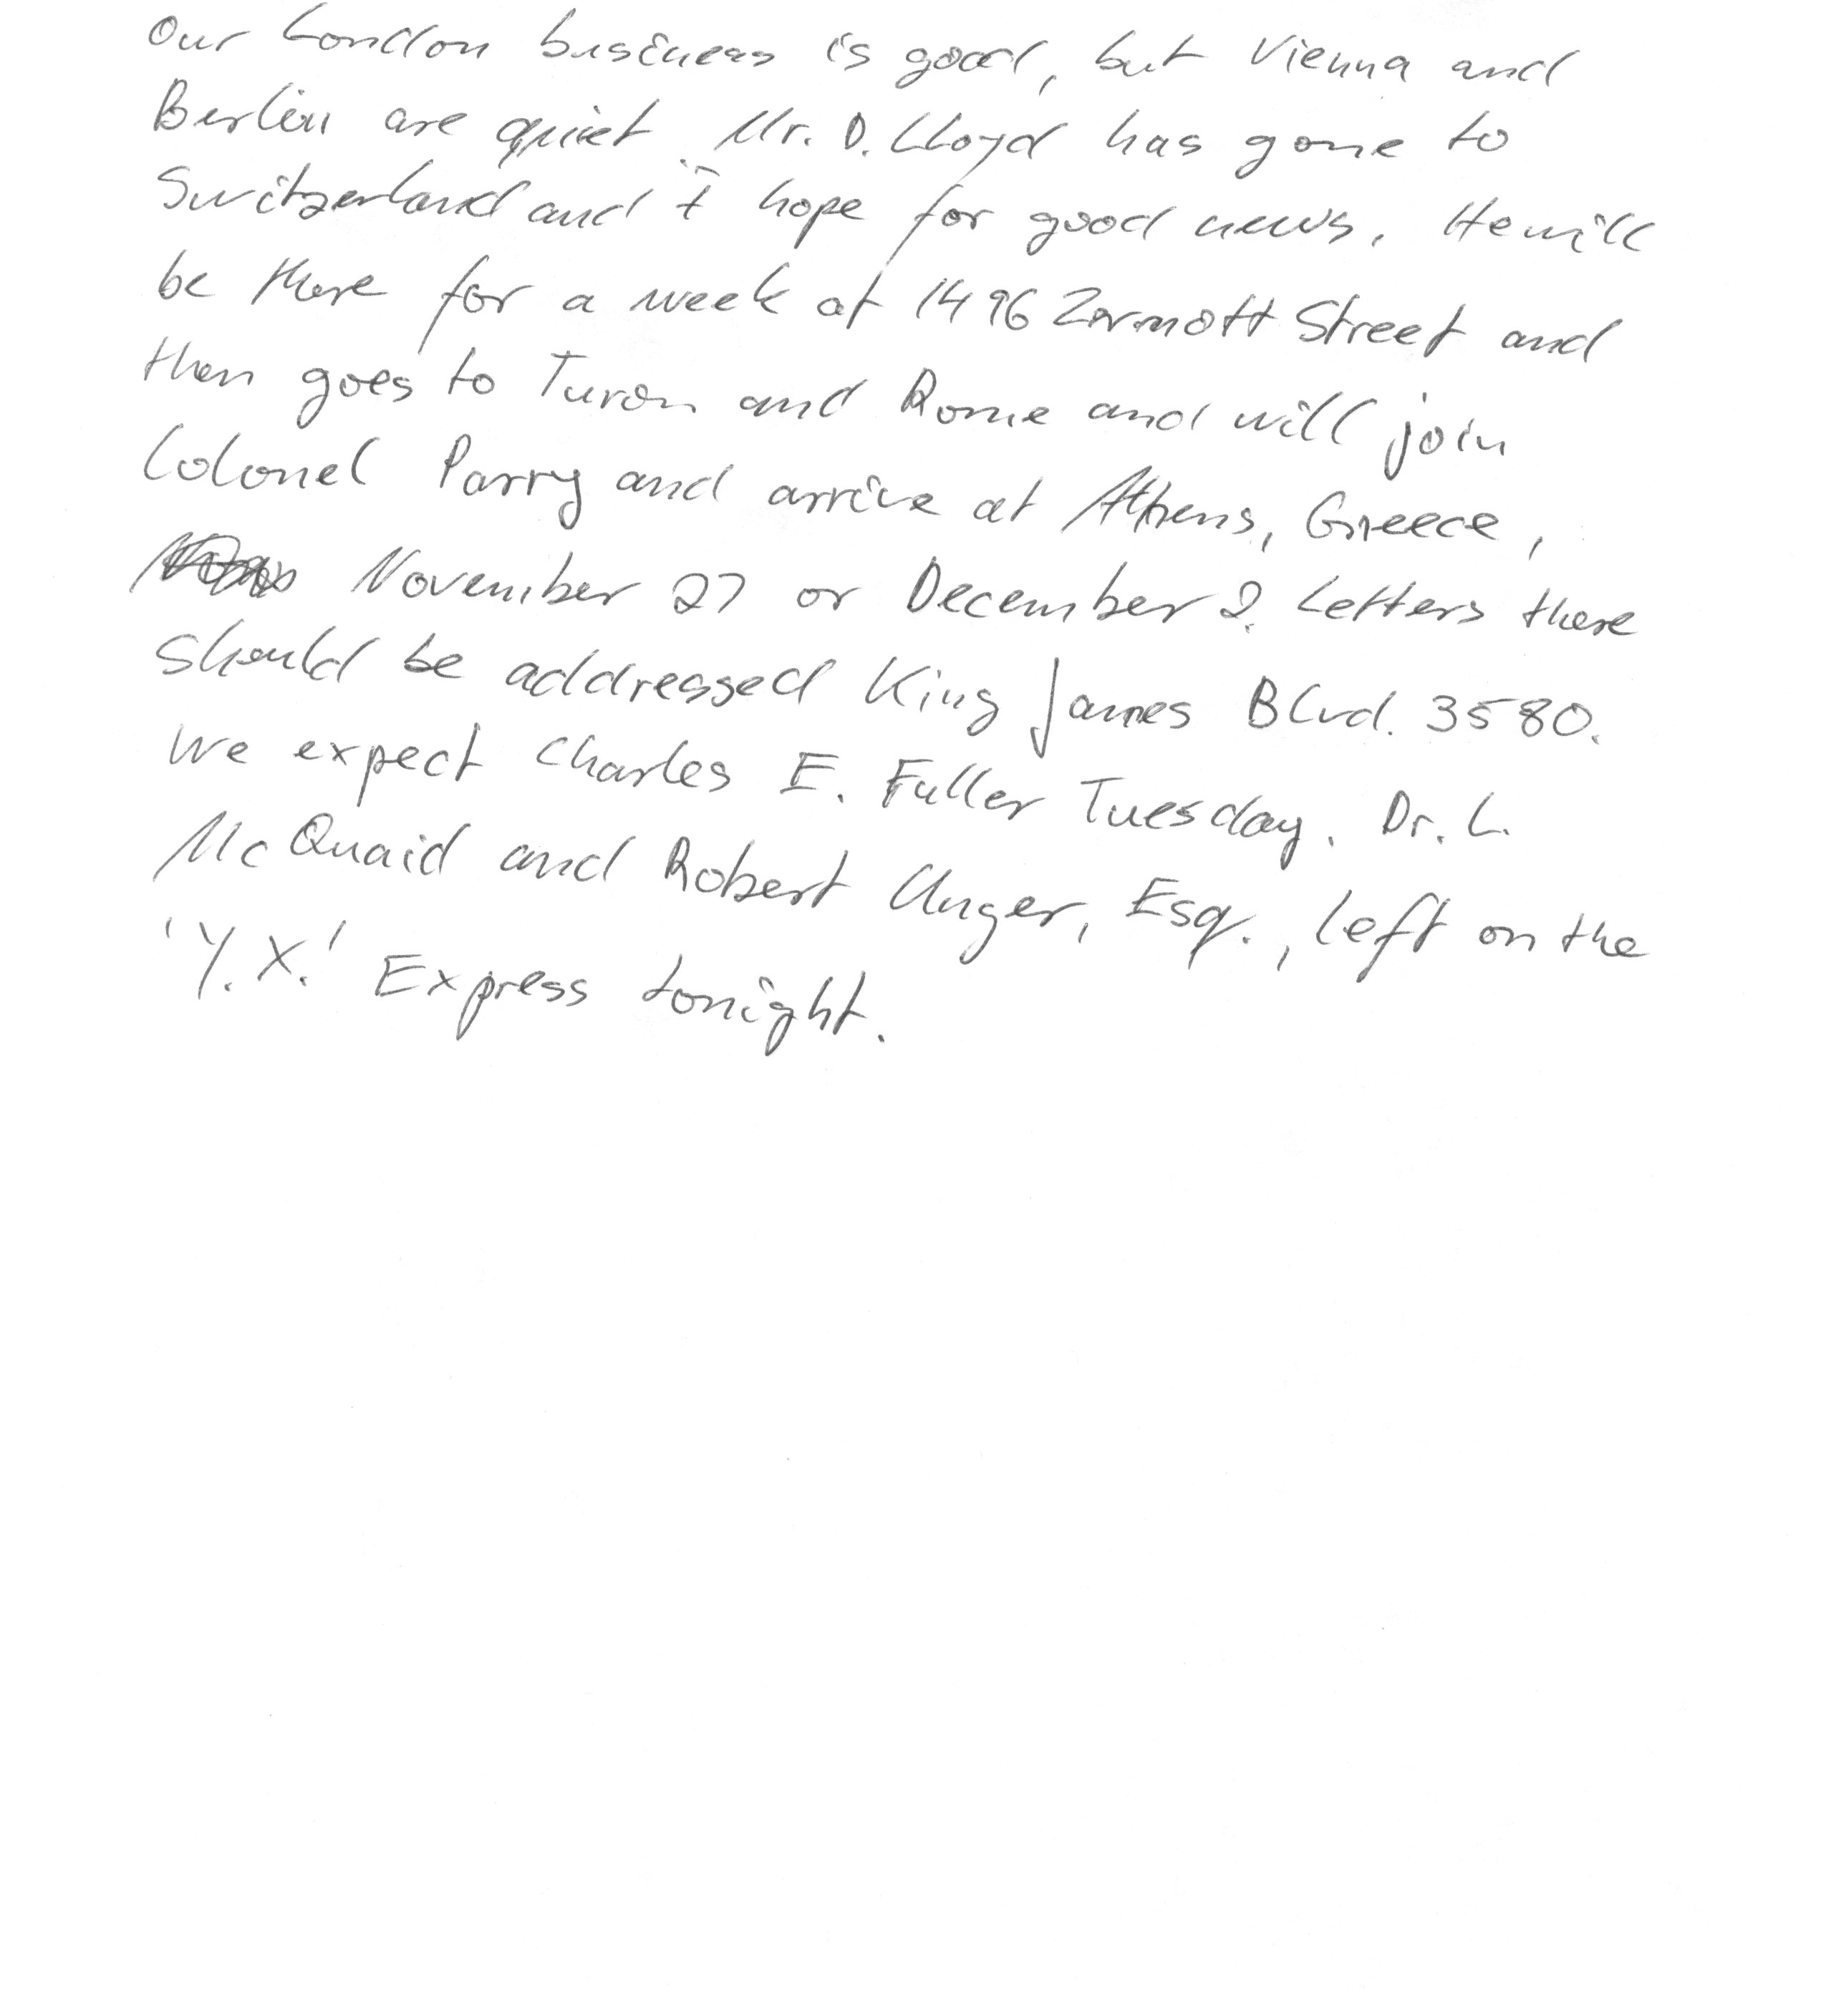 Our London business is good, but Vienna and
Berlin are quiet. Mr. D. Lloyd has gone to
Switzerland and I hope for good news. He will
be there for a week at 1496 Zermott Street and
then goes to Turon and Rome and will join
Colonel Parry and arrive at Athens, Greece,
November 27 or December 2. Letters there
should be addressed King James Blvd. 3580.
We expect Charles E. Fuller Tuesday. Dr. L.
McQuaid and Robert Unger, Esq., left on the
'Y.X.' Express tonight.